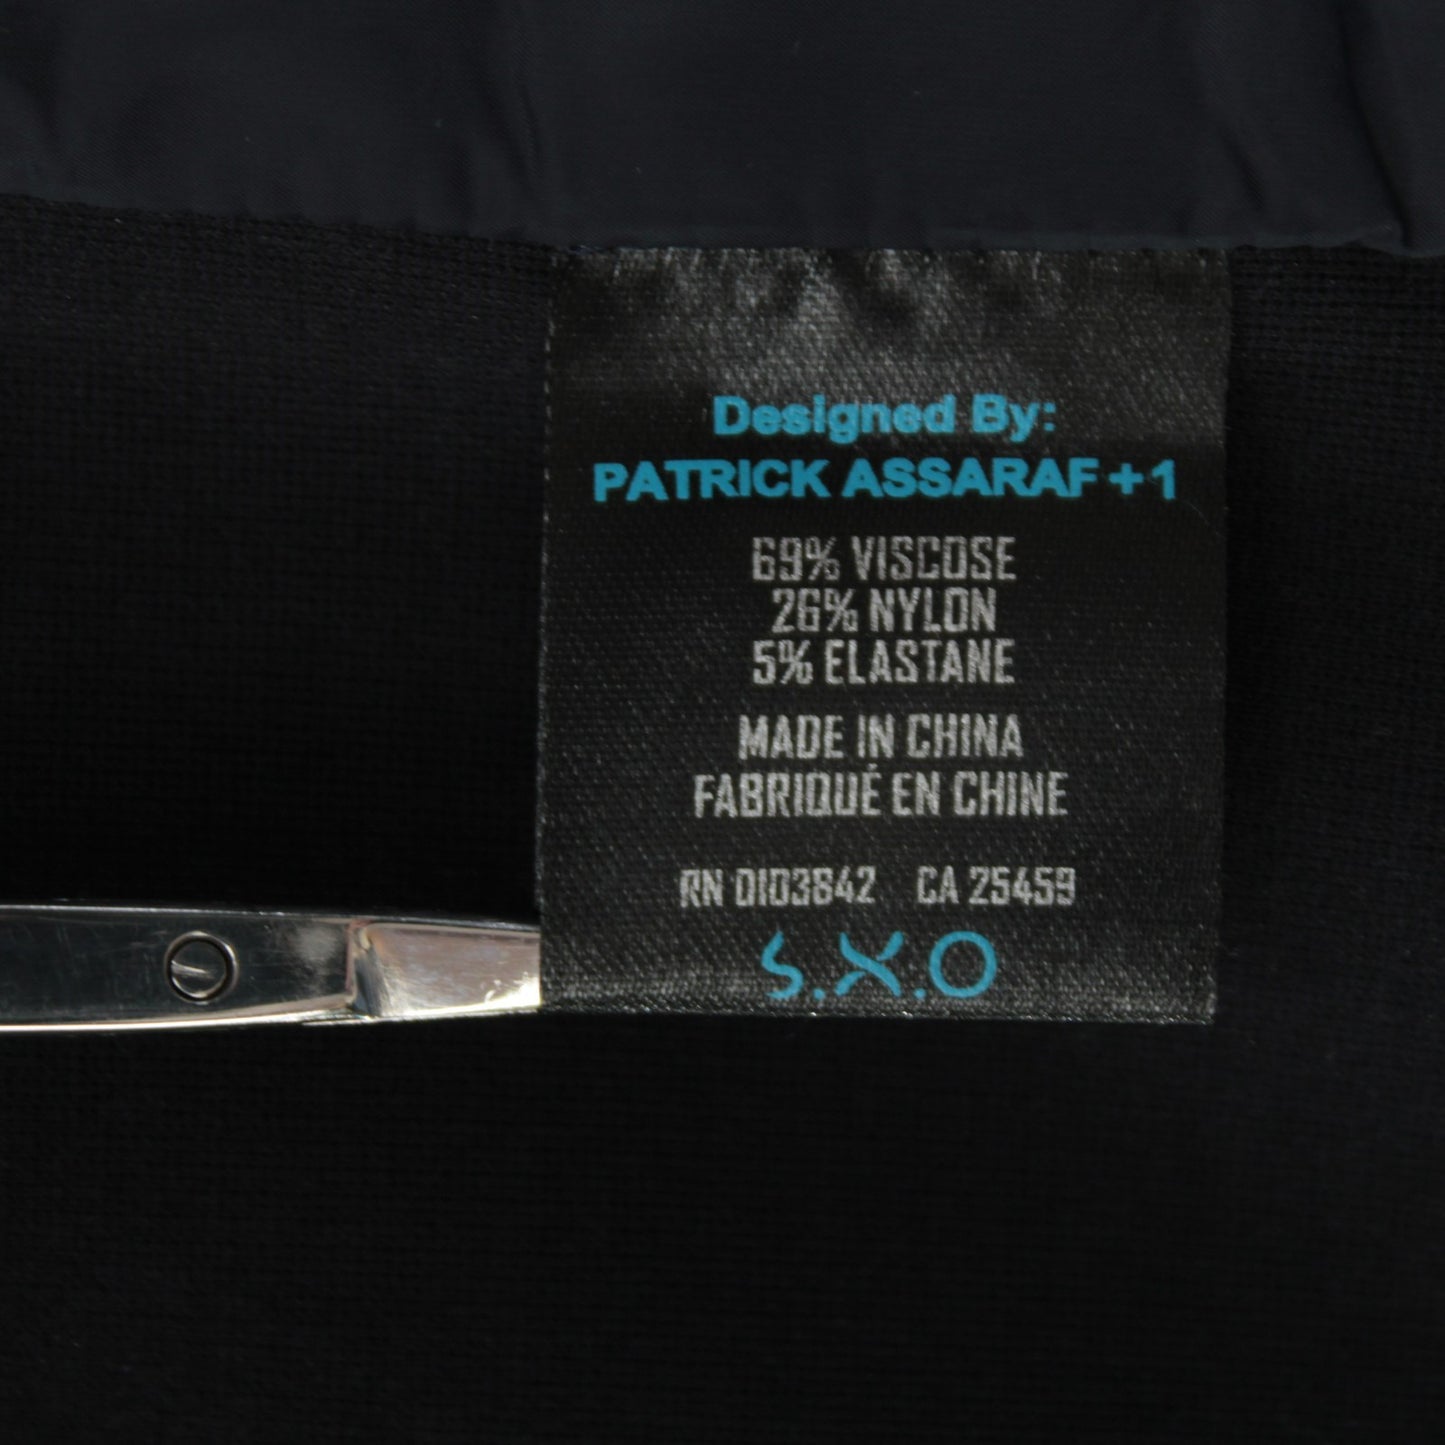 Designed By:
PATRICK ASSARAF +1
69% VISCOSE
26% NYLON
5% ELASTANE
MADE IN CHINA
FABRIQUÉ EN CHINE
RN 0103642 CA 25459
S.X.O